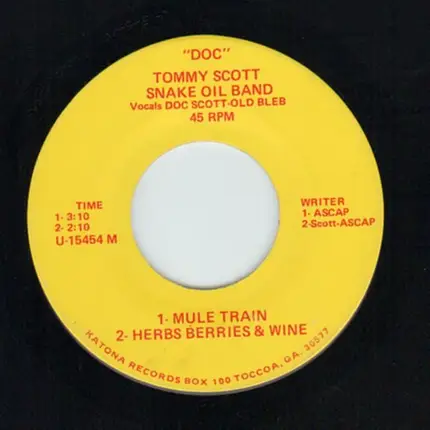 "DOC"
TOMMY SCOTT
SNAKE OIL BAND
Vocals DOC SCOTT-OLD BLEB
45 RPM
TIME
1- 3:10
2- 2:10
U-15454 M
WRITER
1- ASCAP
2-Scott-ASCAP
1- MULE TRAIN
2- HERBS BERRIES & WINE
KATONA RECORDS BOX 100 TOCCOA, GA. 30577